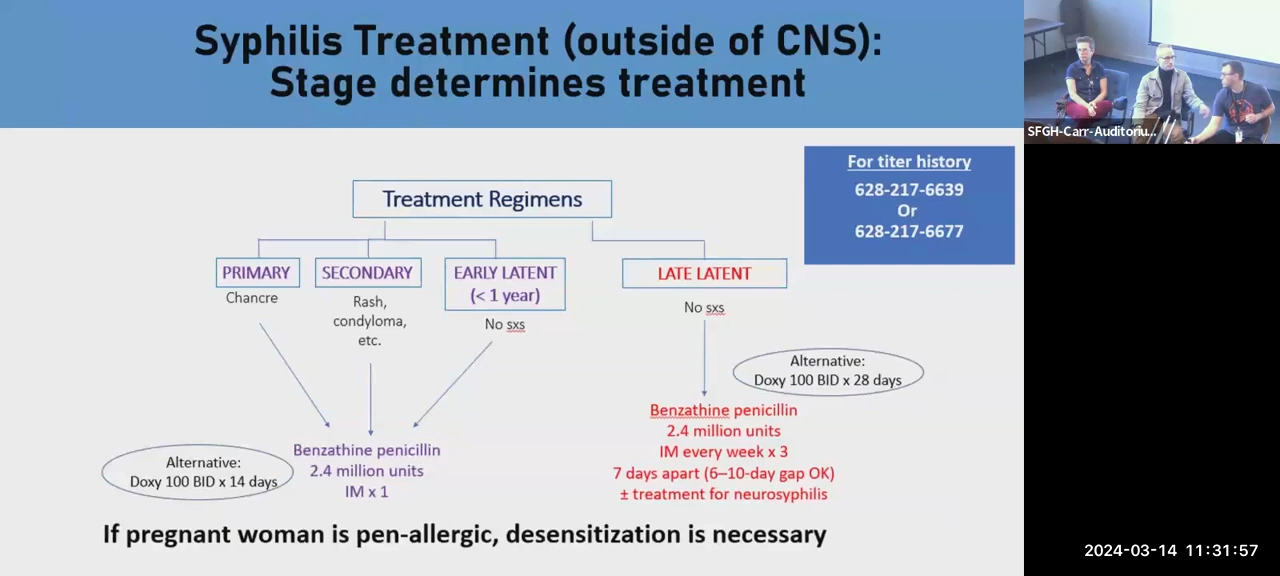 Syphilis Treatment (outside of CNS):
Stage determines treatment
For titer history
628-217-6639
Or
628-217-6677
Treatment Regimens
PRIMARY
Chancre
SECONDARY
Rash,
condyloma,
etc.
EARLY LATENT
(< 1 year)
No sxs
LATE LATENT
No sxs
Alternative:
Doxy 100 BID x 28 days
Benzathine penicillin
2.4 million units
IM every week x 3
7 days apart (6–10-day gap OK)
± treatment for neurosyphilis
Alternative:
Doxy 100 BID x 14 days
Benzathine penicillin
2.4 million units
IM x 1
If pregnant woman is pen-allergic, desensitization is necessary
SFGH-Carr-Auditoriu...
2024-03-14 11:31:57